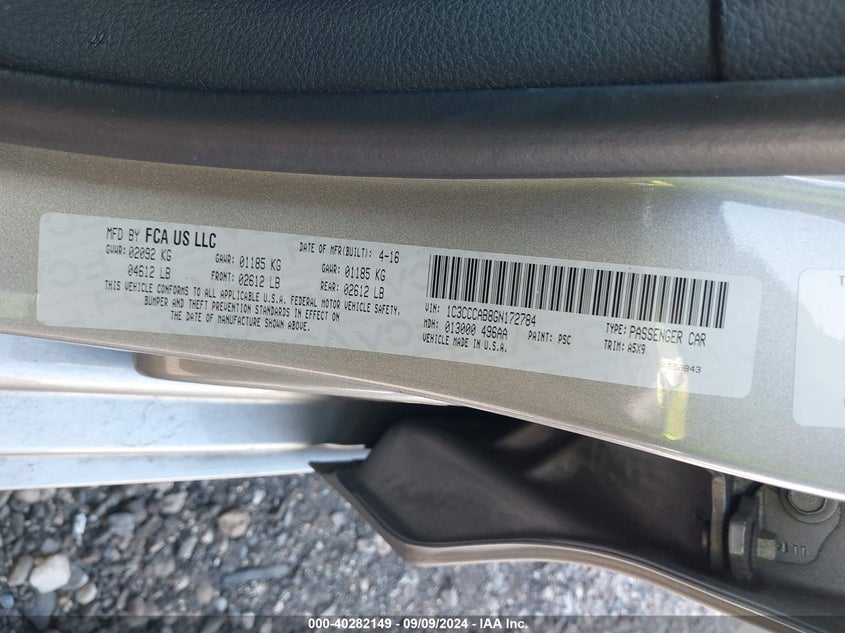 MFD BY FCA US LLC
DATE OF MFR(BUILT): 4-16
GVWR: 02092 KG
GAWR: 01185 KG
GAWR: 01185 KG
04612 LB
FRONT: 02612 LB
REAR: 02612 LB
THIS VEHICLE CONFORMS TO ALL APPLICABLE U.S.A. FEDERAL MOTOR VEHICLE SAFETY,
BUMPER AND THEFT PREVENTION STANDARDS IN EFFECT ON
THE DATE OF MANUFACTURE SHOWN ABOVE.
VIN: 1C3CCCAB8GN172784
TYPE: PASSENGER CAR
MDH: 013000 496AA
PAINT: PSC
TRIM: A5X9
VEHICLE MADE IN U.S.A.
000-40282149 - 09/09/2024 - IAA Inc.